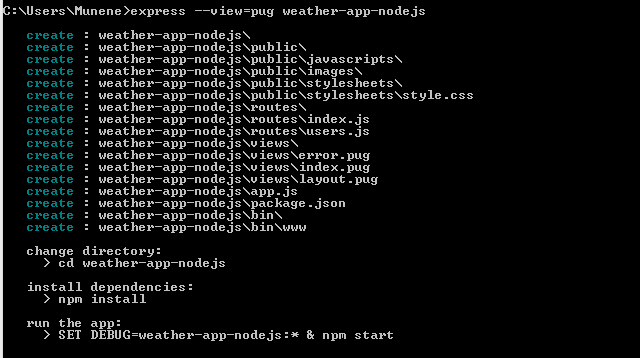 C:\Users\Munene>express --view=pug weather-app-nodejs
create : weather-app-nodejs\
create : weather-app-nodejs\public\
create : weather-app-nodejs\public\javascripts\
create : weather-app-nodejs\public\images\
create : weather-app-nodejs\public\stylesheets\
create : weather-app-nodejs\public\stylesheets\style.css
create : weather-app-nodejs\routes\
create : weather-app-nodejs\routes\index.js
create : weather-app-nodejs\routes\users.js
create : weather-app-nodejs\views\
create : weather-app-nodejs\views\error.pug
create : weather-app-nodejs\views\index.pug
create : weather-app-nodejs\views\layout.pug
create : weather-app-nodejs\app.js
create : weather-app-nodejs\package.json
create : weather-app-nodejs\bin\
create : weather-app-nodejs\bin\www
change directory:
> cd weather-app-nodejs
install dependencies:
> npm install
run the app:
> SET DEBUG=weather-app-nodejs:* & npm start